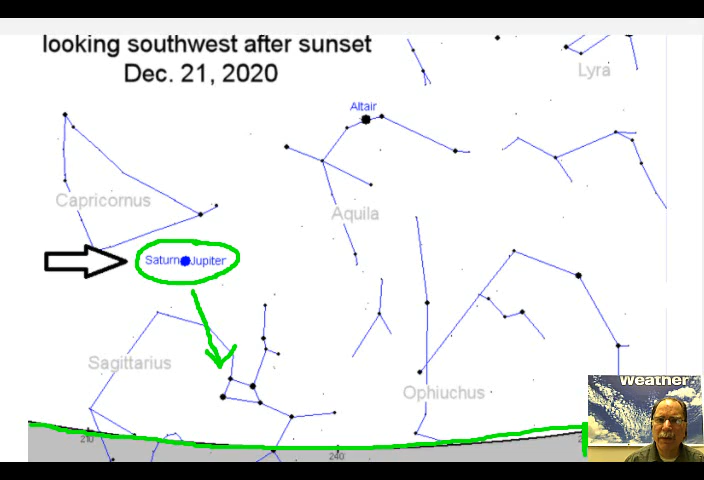 looking southwest after sunset
Dec. 21, 2020
Lyra
Altair
Capricornus
Aquila
Saturn Jupiter
Sagittarius
Ophiuchus
Weather
210
240